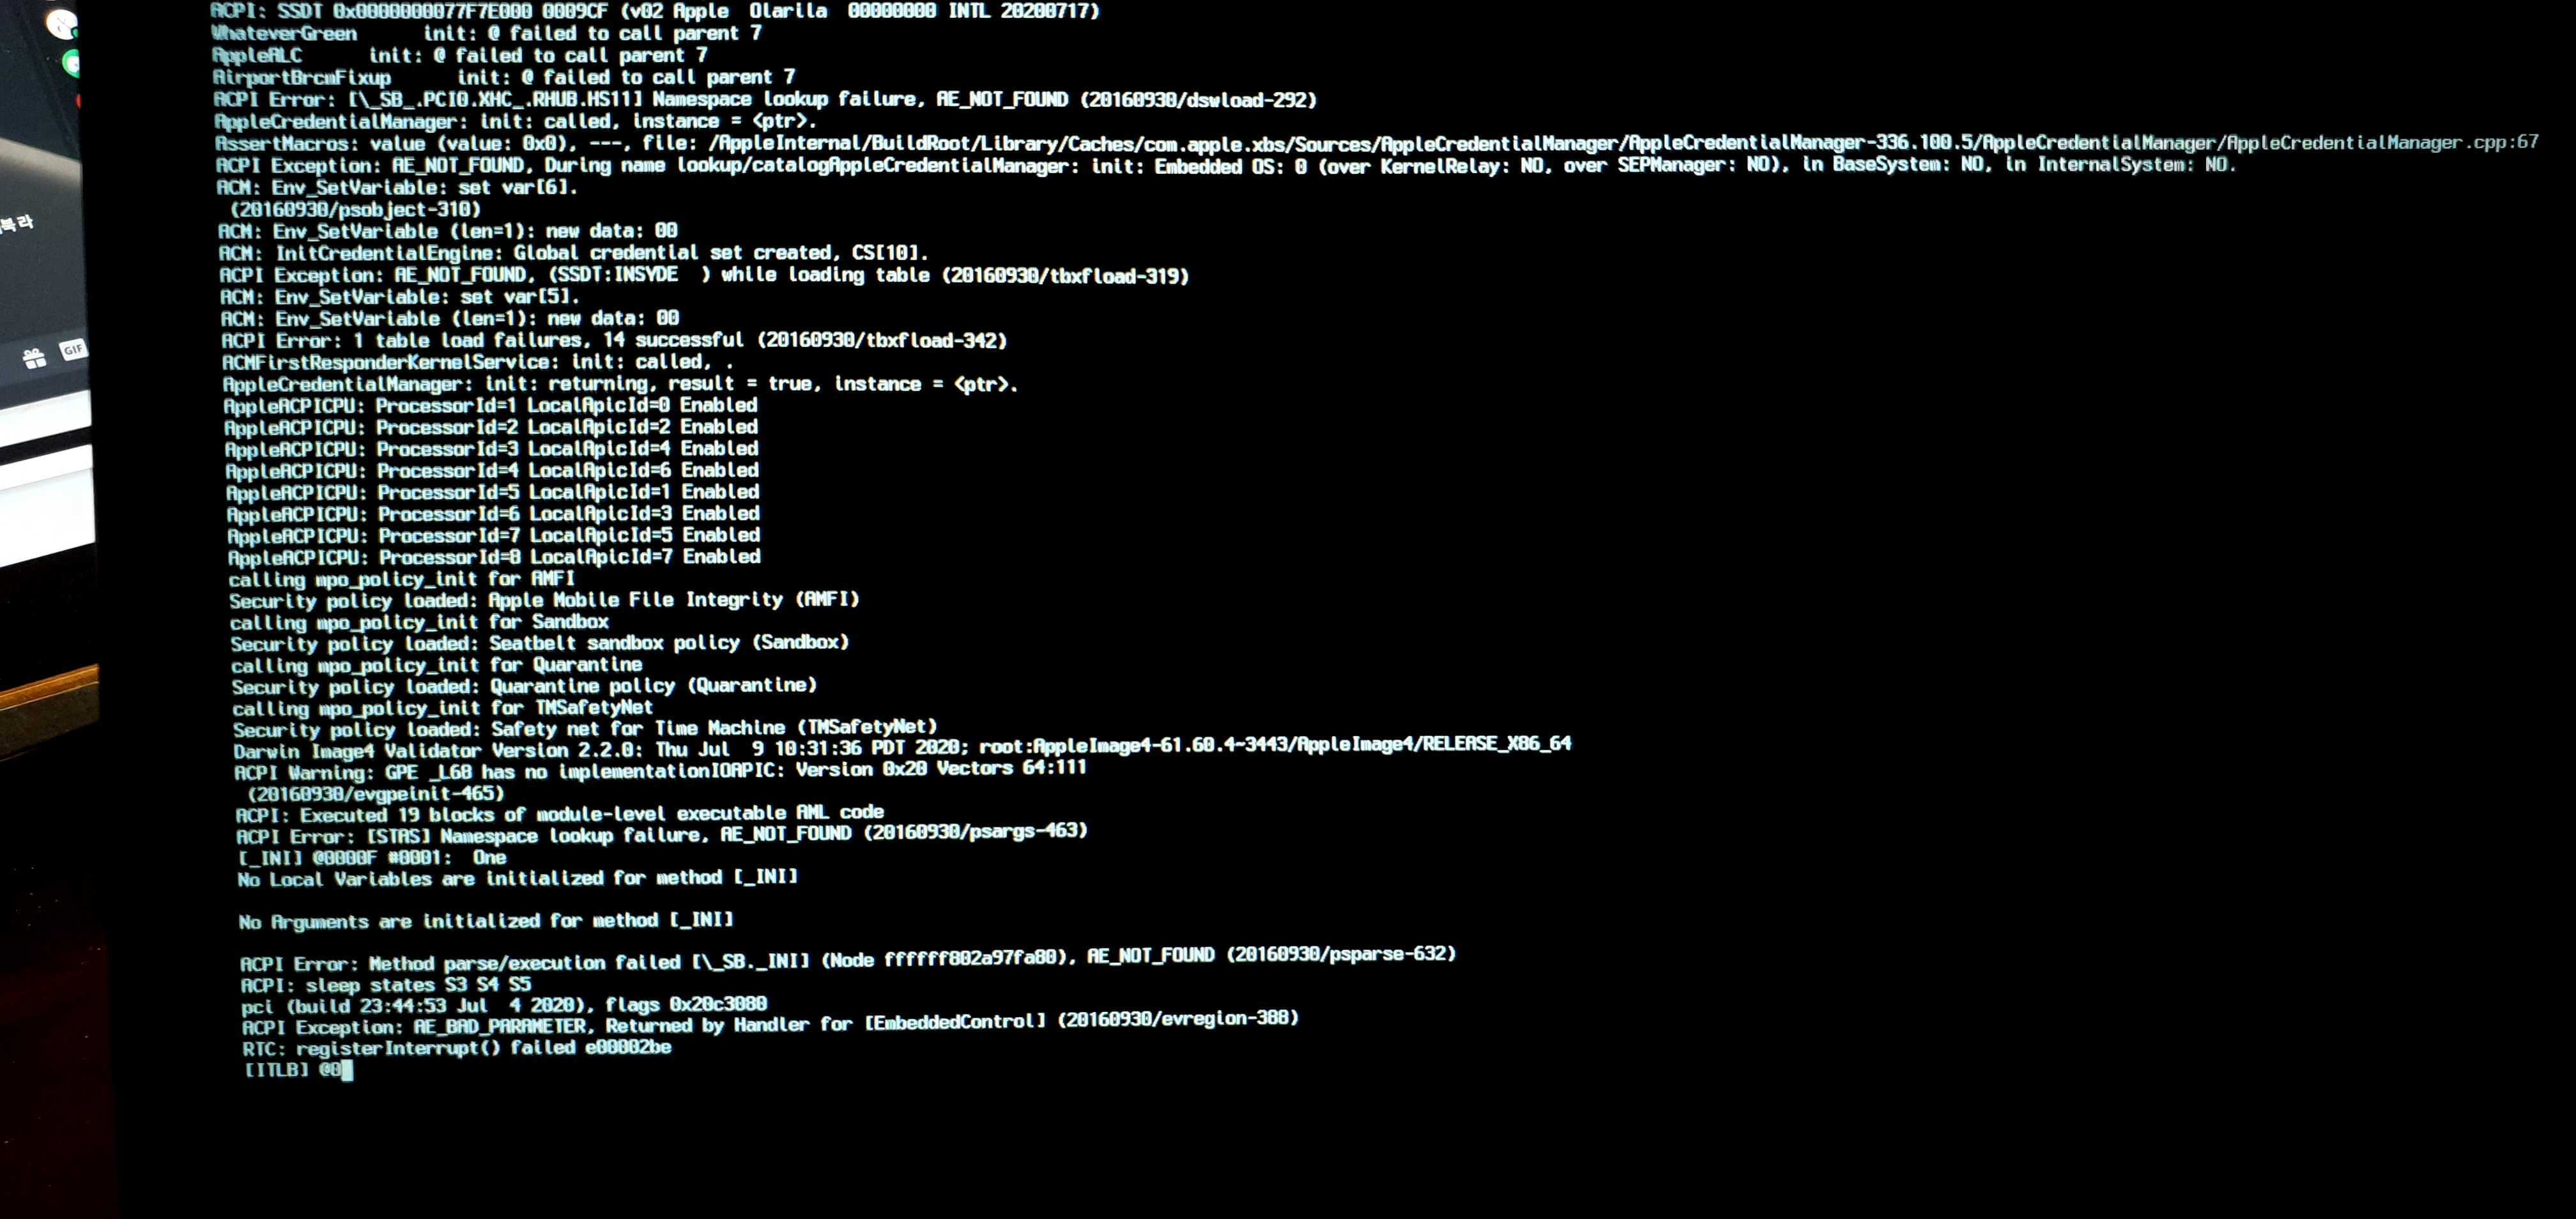 ACPI: SSDT 0x0000000077F7E000 0009CF (v02 Apple  Olarila  00000000 INTL 20200717)
WhateverGreen      init: @ failed to call parent 7
AppleALC      init: @ failed to call parent 7
AirportBrcmFixup      init: @ failed to call parent 7
ACPI Error: [\_SB_.PCI0.XHC_.RHUB.HS11] Namespace lookup failure, AE_NOT_FOUND (20160930/dswload-292)
AppleCredentialManager: init: called, instance = <ptr>.
AssertMacros: value (value: 0x0), ---, file: /AppleInternal/BuildRoot/Library/Caches/com.apple.xbs/Sources/AppleCredentialManager/AppleCredentialManager-336.100.5/AppleCredentialManager/AppleCredentialManager.cpp:67
ACPI Exception: AE_NOT_FOUND, During name lookup/catalogAppleCredentialManager: init: Embedded OS: 0 (over KernelRelay: NO, over SEPManager: NO), in BaseSystem: NO, in InternalSystem: NO.
ACM: Env_SetVariable: set var[6].
(20160930/psobject-310)
ACM: Env_SetVariable (len=1): new data: 00
ACM: InitCredentialEngine: Global credential set created, CS[10].
ACPI Exception: AE_NOT_FOUND, (SSDT:INSYDE  ) while loading table (20160930/tbxfload-319)
ACM: Env_SetVariable: set var[5].
ACM: Env_SetVariable (len=1): new data: 00
ACPI Error: 1 table load failures, 14 successful (20160930/tbxfload-342)
ACMFirstResponderKernelService: init: called, .
AppleCredentialManager: init: returning, result = true, instance = <ptr>.
AppleACPICPU: ProcessorId=1 LocalApicId=0 Enabled
AppleACPICPU: ProcessorId=2 LocalApicId=2 Enabled
AppleACPICPU: ProcessorId=3 LocalApicId=4 Enabled
AppleACPICPU: ProcessorId=4 LocalApicId=6 Enabled
AppleACPICPU: ProcessorId=5 LocalApicId=1 Enabled
AppleACPICPU: ProcessorId=6 LocalApicId=3 Enabled
AppleACPICPU: ProcessorId=7 LocalApicId=5 Enabled
AppleACPICPU: ProcessorId=8 LocalApicId=7 Enabled
calling mpo_policy_init for AMFI
Security policy loaded: Apple Mobile File Integrity (AMFI)
calling mpo_policy_init for Sandbox
Security policy loaded: Seatbelt sandbox policy (Sandbox)
calling mpo_policy_init for Quarantine
Security policy loaded: Quarantine policy (Quarantine)
calling mpo_policy_init for TMSafetyNet
Security policy loaded: Safety net for Time Machine (TMSafetyNet)
Darwin Image4 Validator Version 2.2.0: Thu Jul  9 10:31:36 PDT 2020; root:AppleImage4-61.60.4~3443/AppleImage4/RELEASE_X86_64
ACPI Warning: GPE _L68 has no implementationIOAPIC: Version 0x20 Vectors 64:111
(20160930/evgpeinit-465)
ACPI: Executed 19 blocks of module-level executable AML code
ACPI Error: [STAS] Namespace lookup failure, AE_NOT_FOUND (20160930/psargs-463)
[_INI] @0000F #0001:  One
No Local Variables are initialized for method [_INI]
No Arguments are initialized for method [_INI]
ACPI Error: Method parse/execution failed [\_SB._INI] (Node ffffff802a97fa80), AE_NOT_FOUND (20160930/psparse-632)
ACPI: sleep states S3 S4 S5
pci (build 23:44:53 Jul  4 2020), flags 0x20c3080
ACPI Exception: AE_BAD_PARAMETER, Returned by Handler for [EmbeddedControl] (20160930/evregion-388)
RTC: registerInterrupt() failed e00002be
[ITLB] @0
GIF